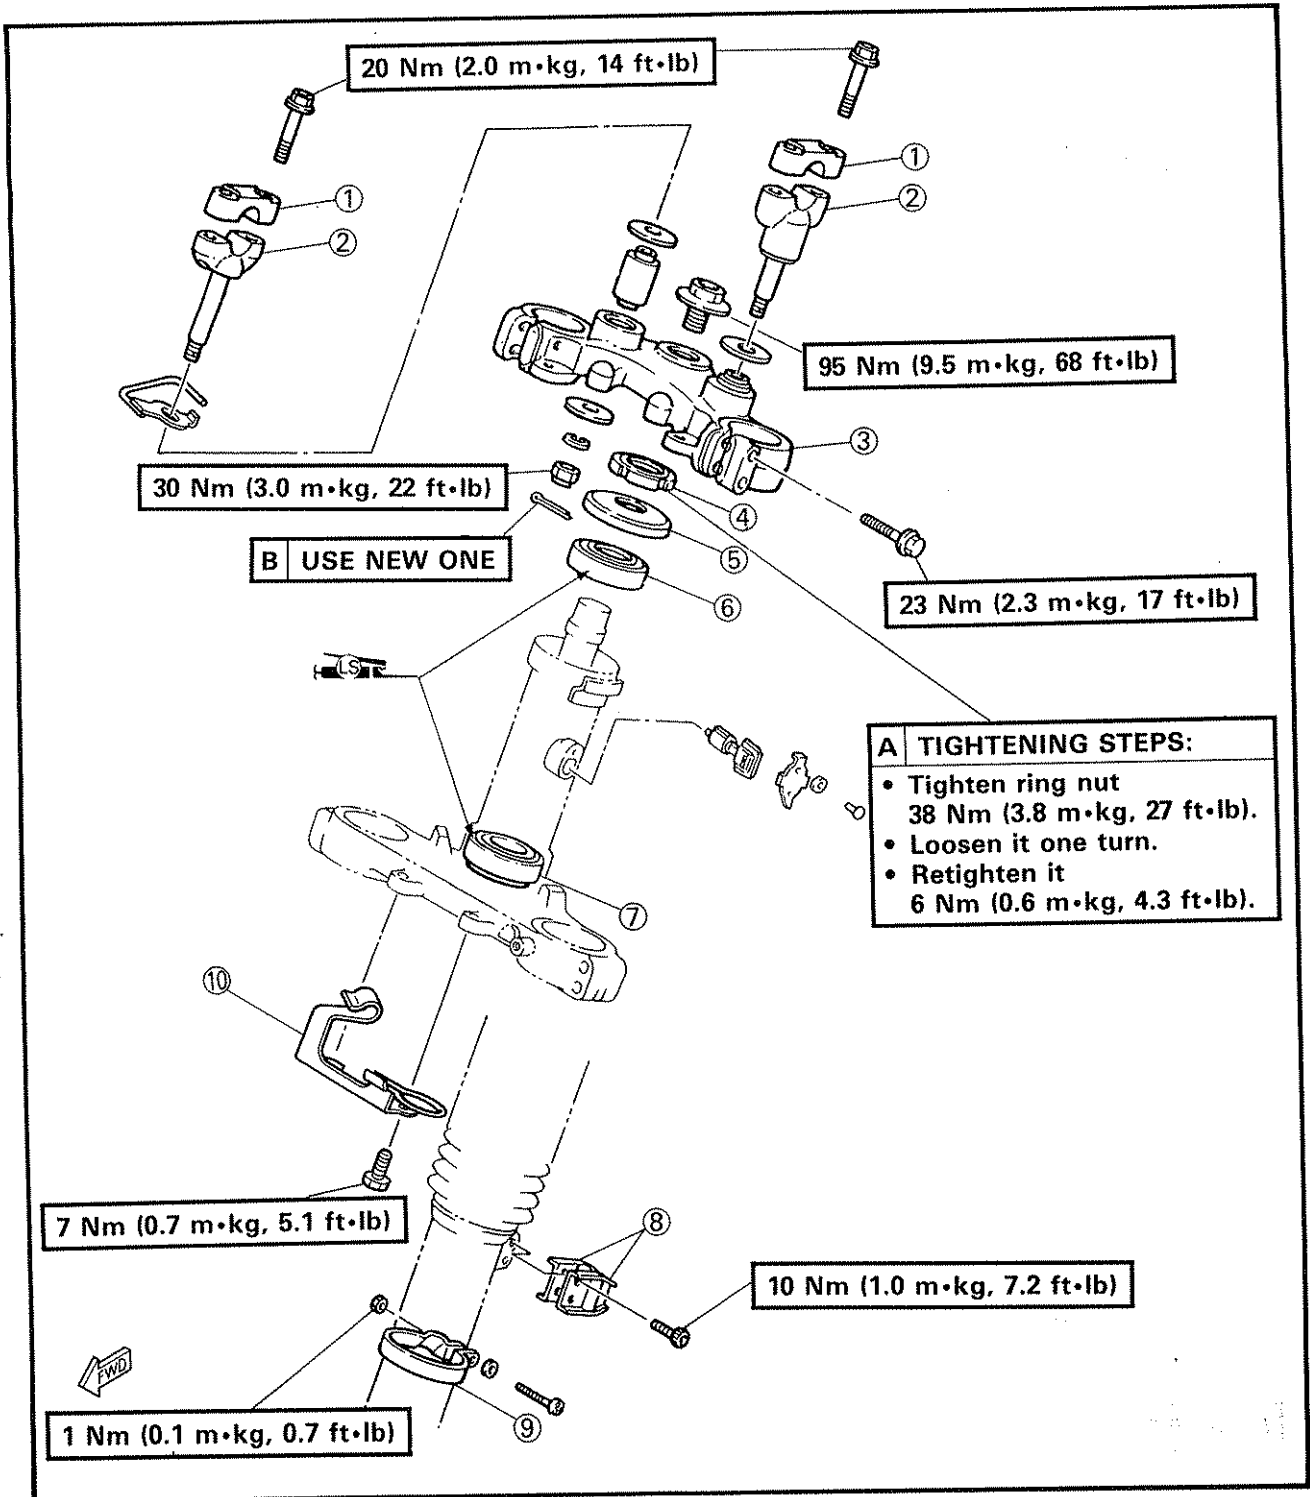 20 Nm (2.0 m•kg, 14 ft•lb)
①
②
①
②
95 Nm (9.5 m•kg, 68 ft•lb)
③
30 Nm (3.0 m•kg, 22 ft•lb)
④
B USE NEW ONE
⑤
⑥
23 Nm (2.3 m•kg, 17 ft•lb)
LS
A TIGHTENING STEPS:
• Tighten ring nut
38 Nm (3.8 m•kg, 27 ft•lb).
• Loosen it one turn.
• Retighten it
6 Nm (0.6 m•kg, 4.3 ft•lb).
⑦
⑩
7 Nm (0.7 m•kg, 5.1 ft•lb)
⑧
10 Nm (1.0 m•kg, 7.2 ft•lb)
FWD
1 Nm (0.1 m•kg, 0.7 ft•lb)
⑨